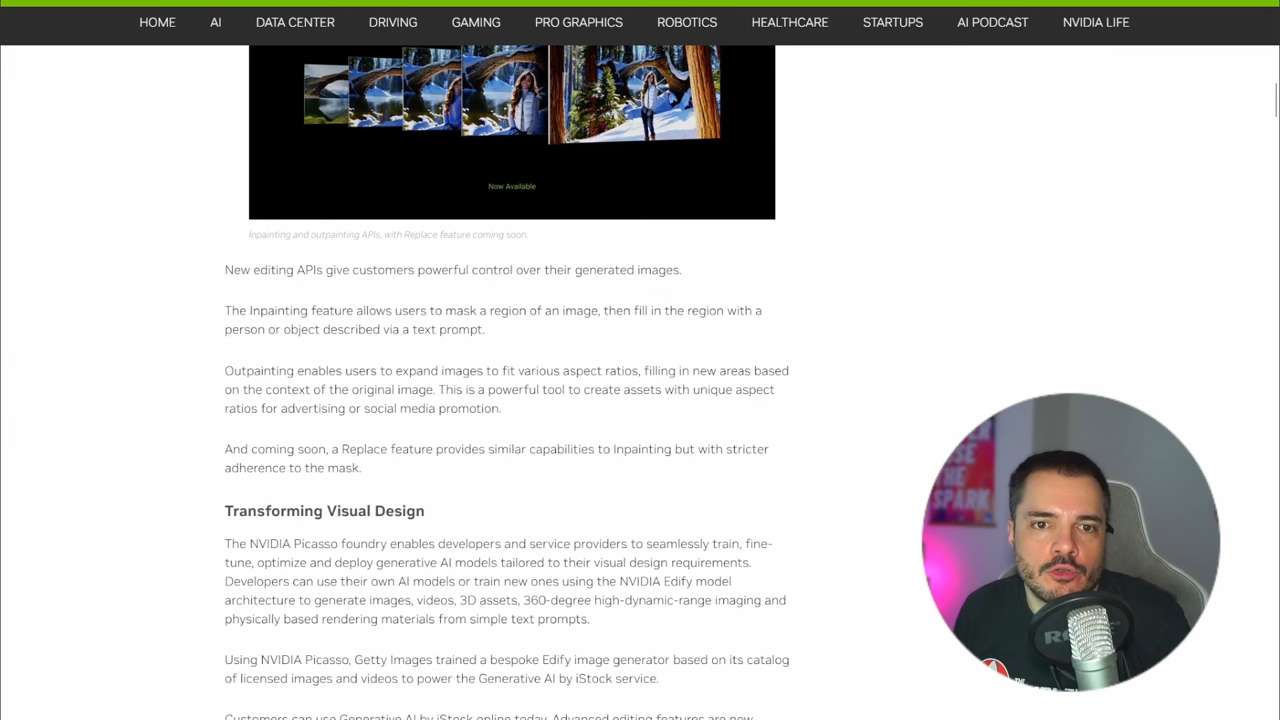 HOME AI DATA CENTER DRIVING GAMING PRO GRAPHICS ROBOTICS HEALTHCARE STARTUPS AI PODCAST NVIDIA LIFE
Now Available
Inpainting and outpainting APIs, with Replace feature coming soon.
New editing APIs give customers powerful control over their generated images.
The Inpainting feature allows users to mask a region of an image, then fill in the region with a
person or object described via a text prompt.
Outpainting enables users to expand images to fit various aspect ratios, filling in new areas based
on the context of the original image. This is a powerful tool to create assets with unique aspect
ratios for advertising or social media promotion.
And coming soon, a Replace feature provides similar capabilities to Inpainting but with stricter
adherence to the mask.
Transforming Visual Design
The NVIDIA Picasso foundry enables developers and service providers to seamlessly train, fine-
tune, optimize and deploy generative AI models tailored to their visual design requirements.
Developers can use their own AI models or train new ones using the NVIDIA Edify model
architecture to generate images, videos, 3D assets, 360-degree high-dynamic-range imaging and
physically based rendering materials from simple text prompts.
Using NVIDIA Picasso, Getty Images trained a bespoke Edify image generator based on its catalog
of licensed images and videos to power the Generative AI by iStock service.
Customers can use Generative AI by iStock online today. Advanced editing features are now
THE
SPARK